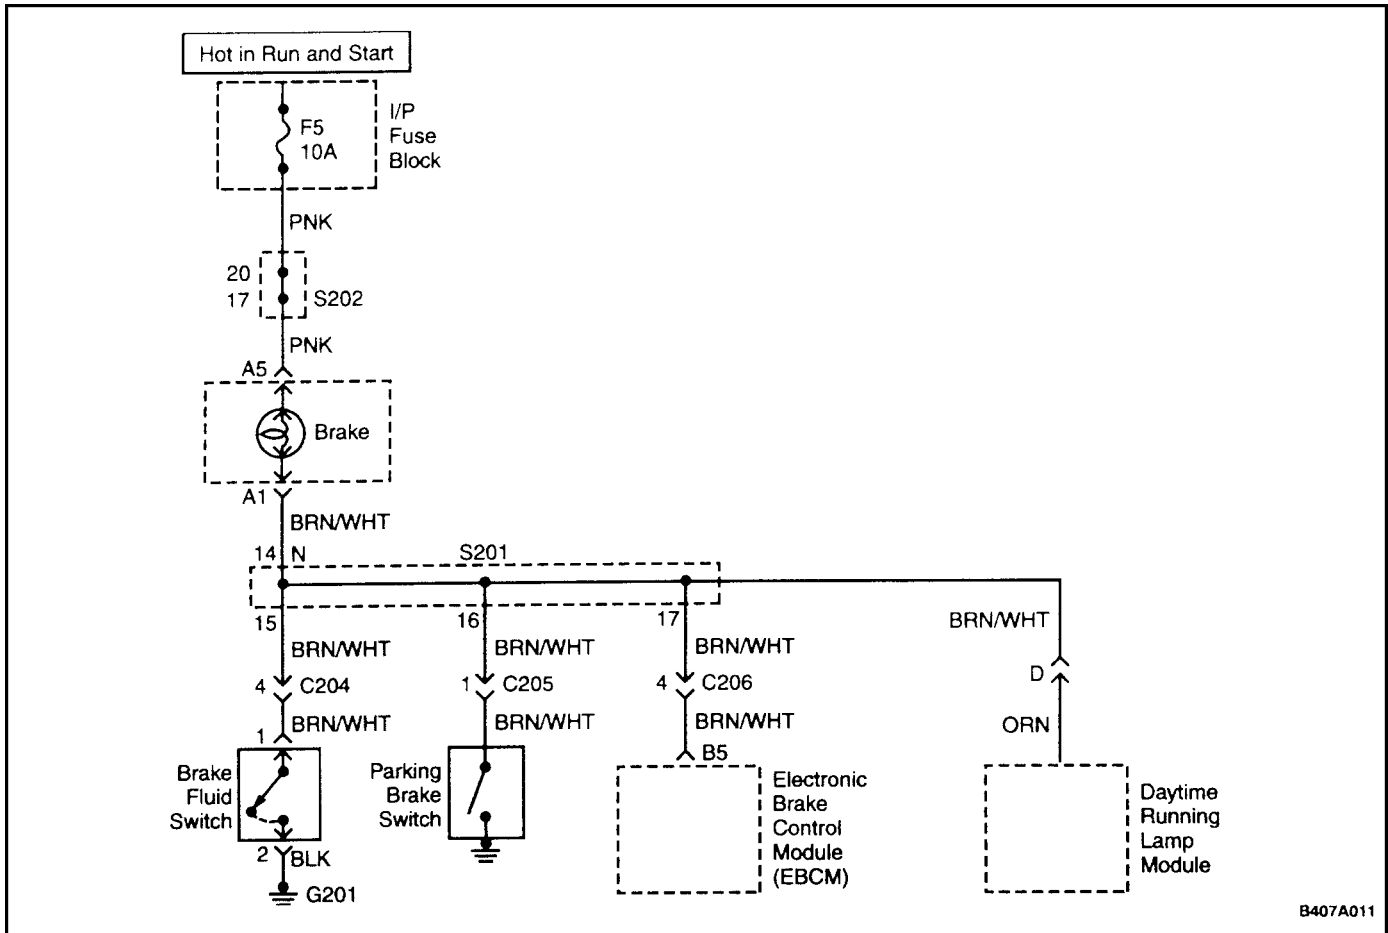 Hot in Run and Start
F5
10A
I/P
Fuse
Block
PNK
20
17
S202
PNK
A5
Brake
A1
BRN/WHT
14
N
S201
15
16
17
BRN/WHT
BRN/WHT
BRN/WHT
BRN/WHT
4
C204
1
C205
4
C206
D
BRN/WHT
BRN/WHT
BRN/WHT
ORN
1
B5
Brake
Fluid
Switch
Parking
Brake
Switch
Electronic
Brake
Control
Module
(EBCM)
Daytime
Running
Lamp
Module
2
BLK
G201
B407A011